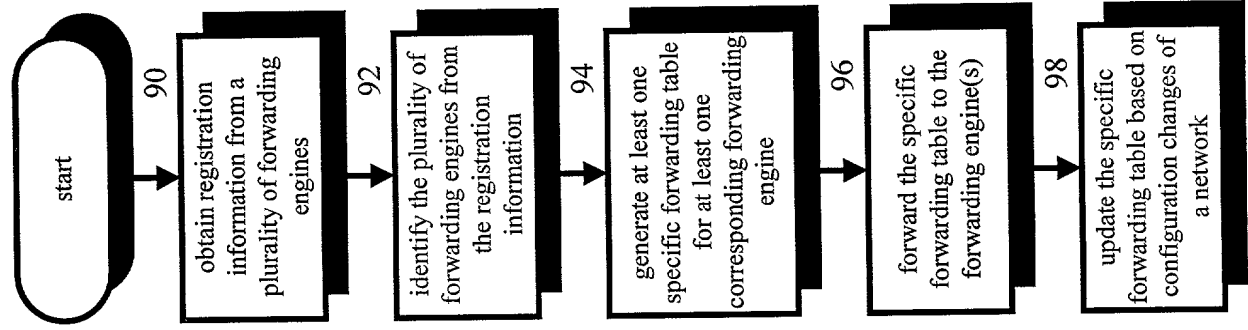 start
90
obtain registration
information from a
plurality of forwarding
engines
92
identify the plurality of
forwarding engines from
the registration
information
94
generate at least one
specific forwarding table
for at least one
corresponding forwarding
engine
96
forward the specific
forwarding table to the
forwarding engine(s)
98
update the specific
forwarding table based on
configuration changes of
a network